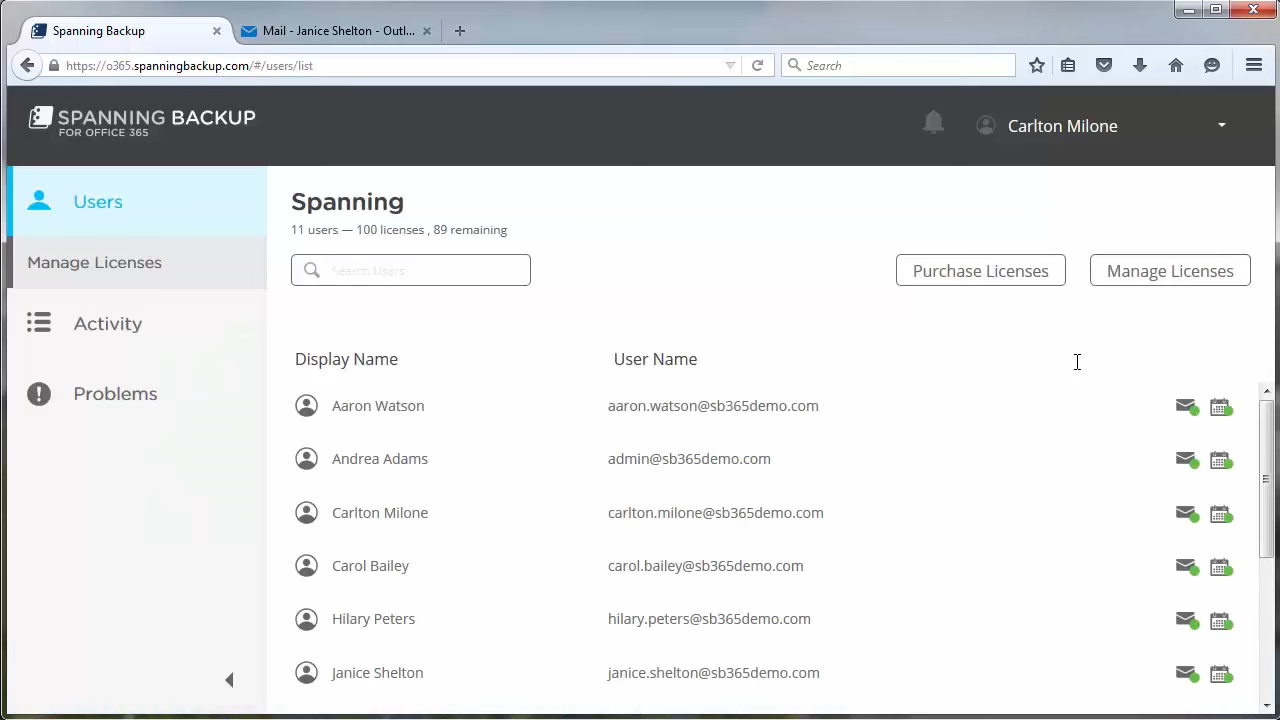 Spanning Backup
Mail - Janice Shelton - Outl...
https://o365.spanningbackup.com/#/users/list
Search
SPANNING BACKUP
FOR OFFICE 365
Carlton Milone
Users
Manage Licenses
Activity
Problems
Spanning
11 users — 100 licenses , 89 remaining
Search Users
Purchase Licenses
Manage Licenses
Display Name User Name
Aaron Watson aaron.watson@sb365demo.com
Andrea Adams admin@sb365demo.com
Carlton Milone carlton.milone@sb365demo.com
Carol Bailey carol.bailey@sb365demo.com
Hilary Peters hilary.peters@sb365demo.com
Janice Shelton janice.shelton@sb365demo.com